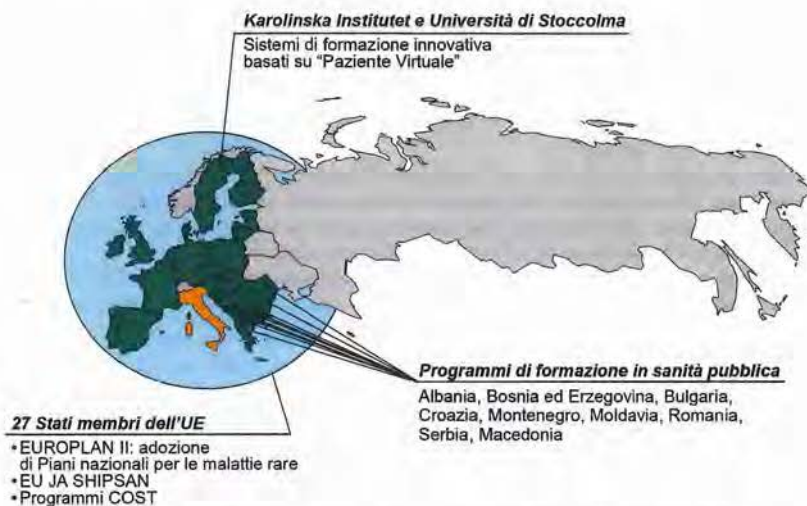 Karolinska Institutet e Università di Stoccolma
Sistemi di formazione innovativa
basati su “Paziente Virtuale”
Programmi di formazione in sanità pubblica
Albania, Bosnia ed Erzegovina, Bulgaria,
Croazia, Montenegro, Moldavia, Romania,
Serbia, Macedonia
27 Stati membri dell'UE
•EUROPLAN II: adozione
di Piani nazionali per le malattie rare
•EU JA SHIPSAN
•Programmi COST